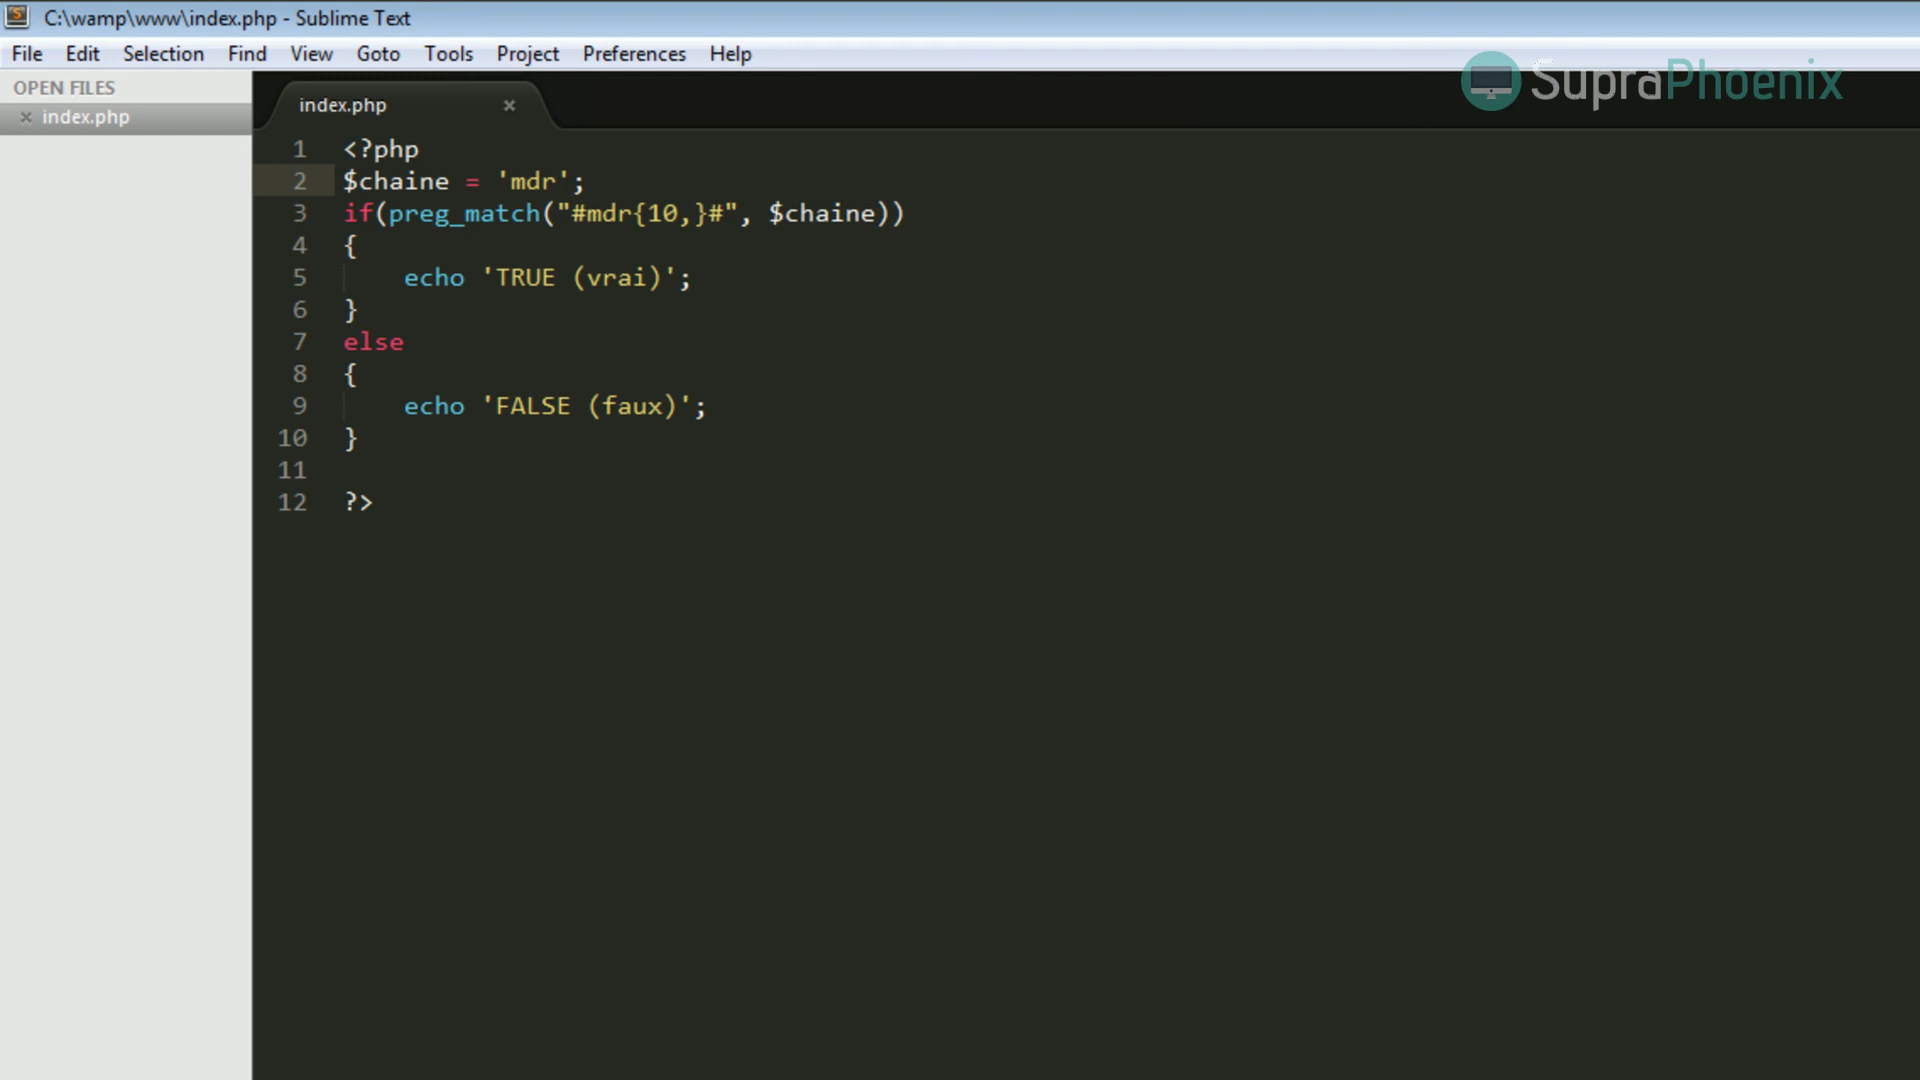 C:\wamp\www\index.php - Sublime Text
File Edit Selection Find View Goto Tools Project Preferences Help
SupraPhoenix
OPEN FILES
× index.php
index.php ×
1 <?php
2 $chaine = 'mdr';
3 if(preg_match("#mdr{10,}#", $chaine))
4 {
5     echo 'TRUE (vrai)';
6 }
7 else
8 {
9     echo 'FALSE (faux)';
10 }
11
12 ?>